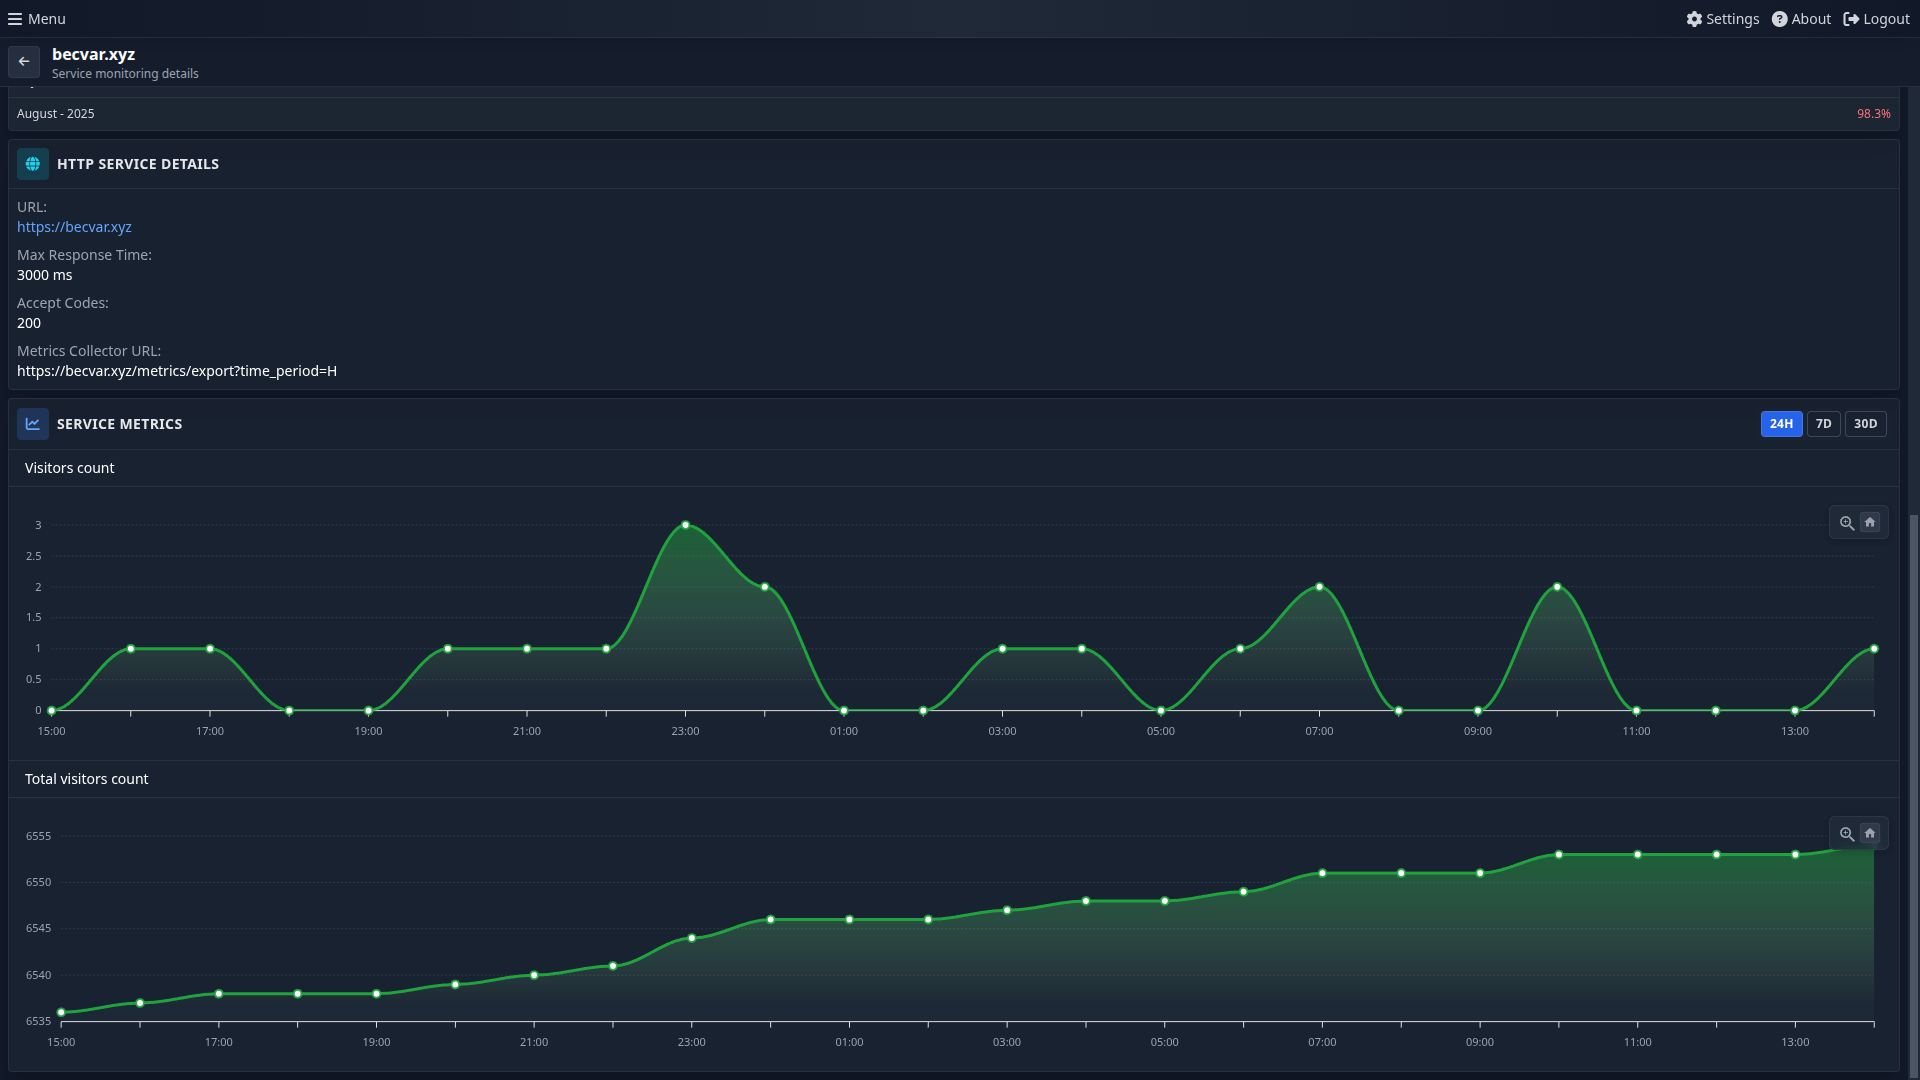 Menu
Settings
About
Logout
becvar.xyz
Service monitoring details
August - 2025
98.3%
HTTP SERVICE DETAILS
URL:
https://becvar.xyz
Max Response Time:
3000 ms
Accept Codes:
200
Metrics Collector URL:
https://becvar.xyz/metrics/export?time_period=H
SERVICE METRICS
24H
7D
30D
Visitors count
3
2.5
2
1.5
1
0.5
0
15:00 17:00 19:00 21:00 23:00 01:00 03:00 05:00 07:00 09:00 11:00 13:00
Total visitors count
6555
6550
6545
6540
6535
15:00 17:00 19:00 21:00 23:00 01:00 03:00 05:00 07:00 09:00 11:00 13:00